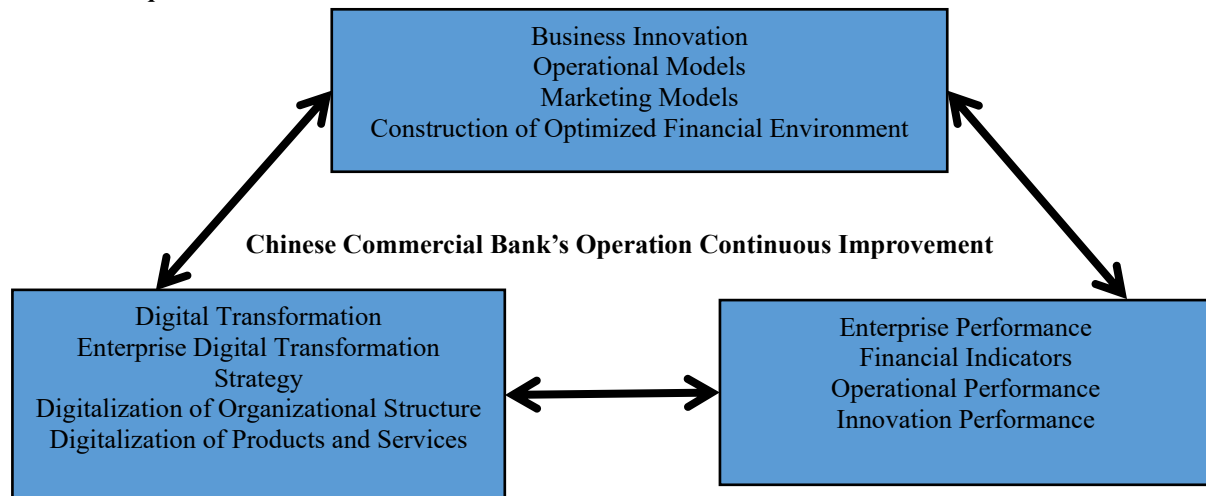 Business Innovation
Operational Models
Marketing Models
Construction of Optimized Financial Environment
Chinese Commercial Bank’s Operation Continuous Improvement
Digital Transformation
Enterprise Digital Transformation
Strategy
Digitalization of Organizational Structure
Digitalization of Products and Services
Enterprise Performance
Financial Indicators
Operational Performance
Innovation Performance